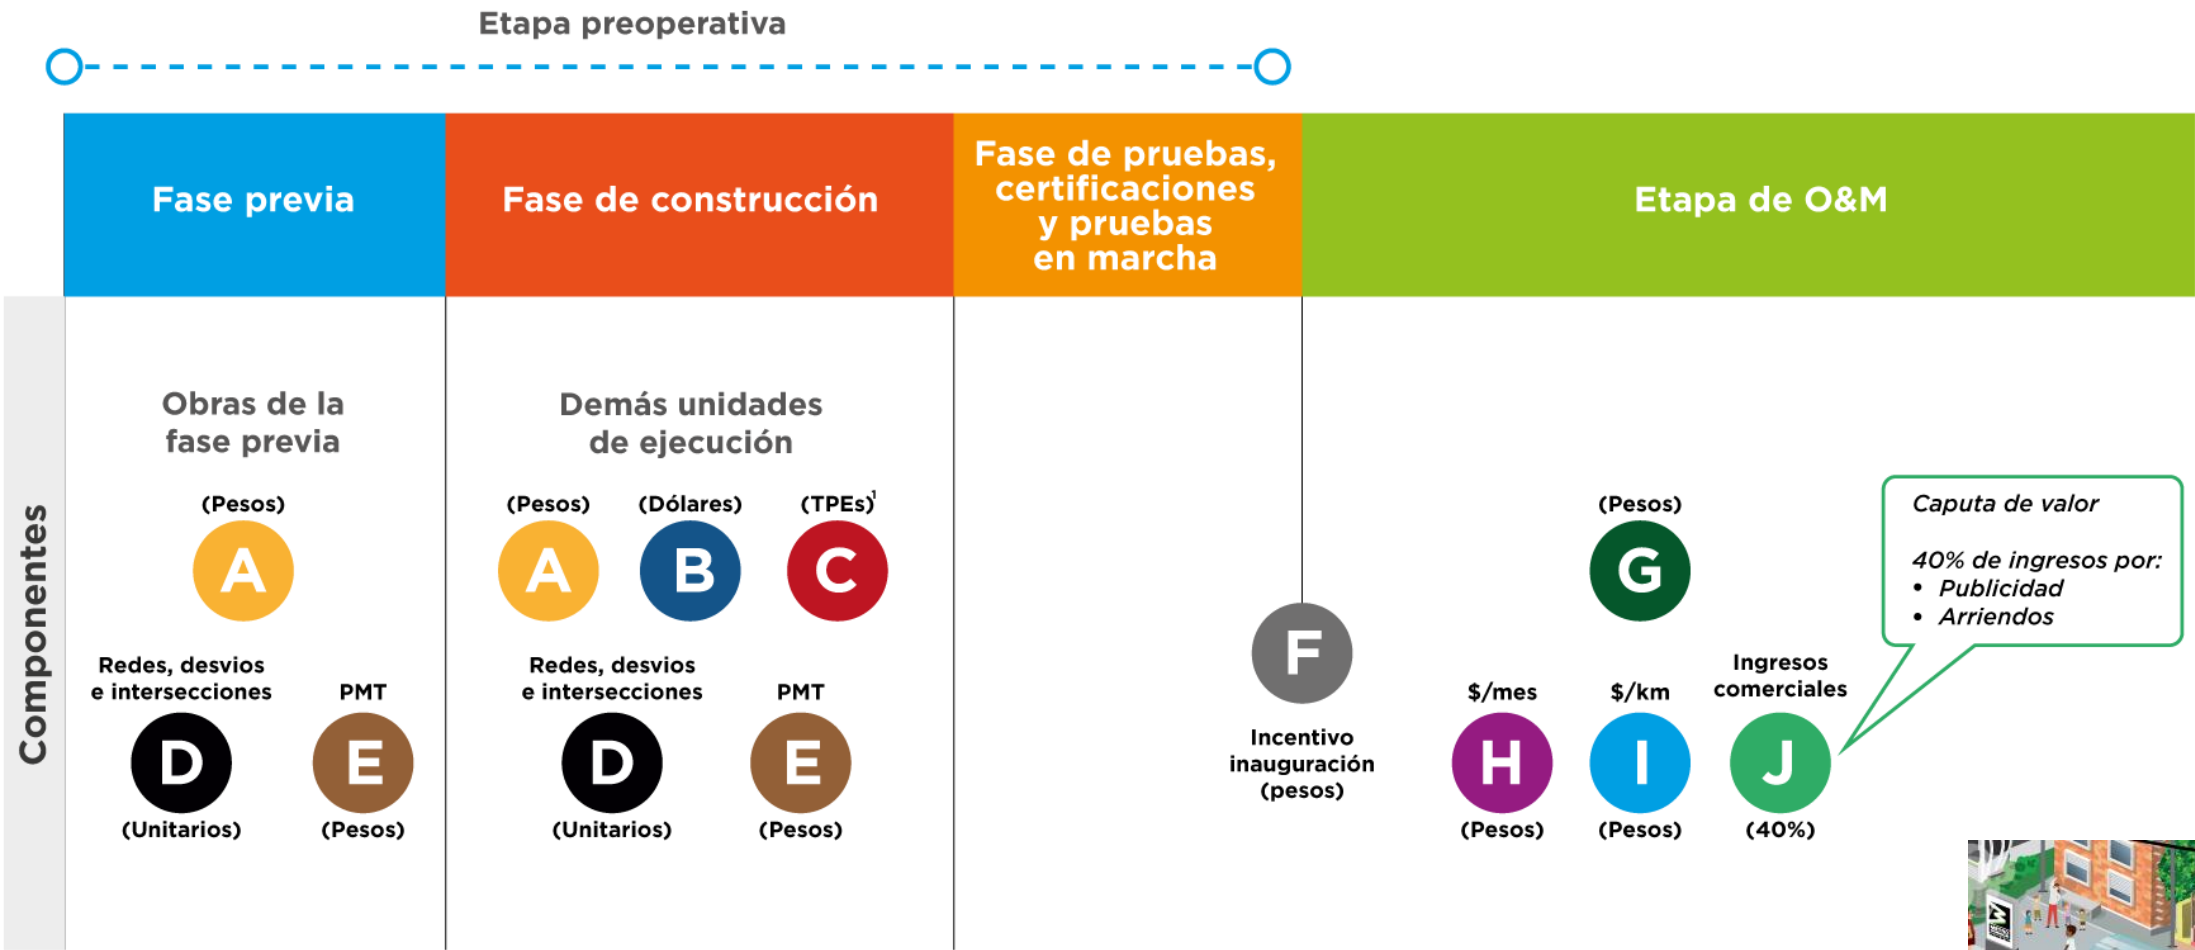 Etapa preoperativa
Fase previa
Fase de construcción
Fase de pruebas,
certificaciones
y pruebas
en marcha
Etapa de O&M
Componentes
Obras de la
fase previa
(Pesos)
A
Redes, desvios
e intersecciones
D
(Unitarios)
PMT
E
(Pesos)
Demás unidades
de ejecución
(Pesos)
A
(Dólares)
B
(TPEs)¹
C
Redes, desvios
e intersecciones
D
(Unitarios)
PMT
E
(Pesos)
F
Incentivo
inauguración
(pesos)
(Pesos)
G
$/mes
H
(Pesos)
$/km
I
(Pesos)
Ingresos
comerciales
J
(40%)
Caputa de valor
40% de ingresos por:
• Publicidad
• Arriendos